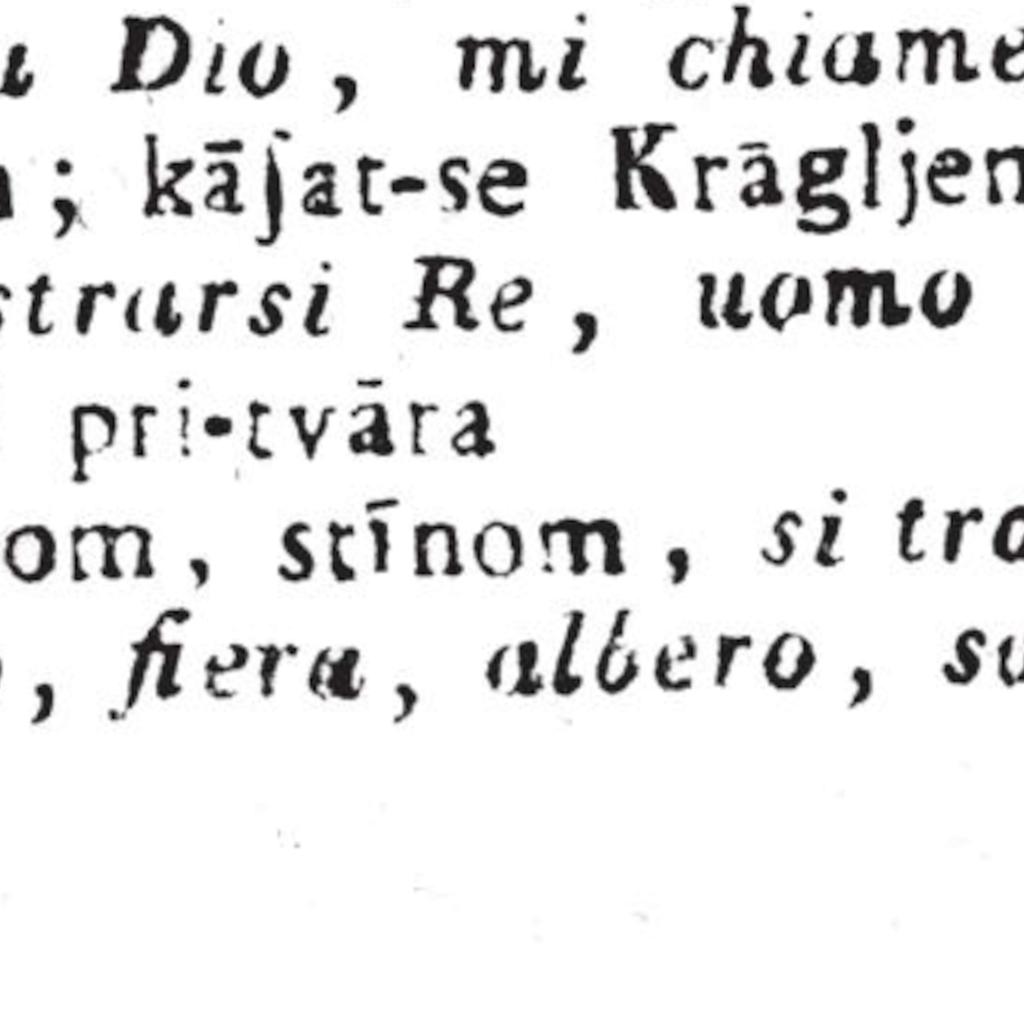 Dio, mi chiame
; kājat-se Krāgljen
strarsi Re, uomo
pri-tvāra
om, stīnom, si tra
, fiera, albero, su